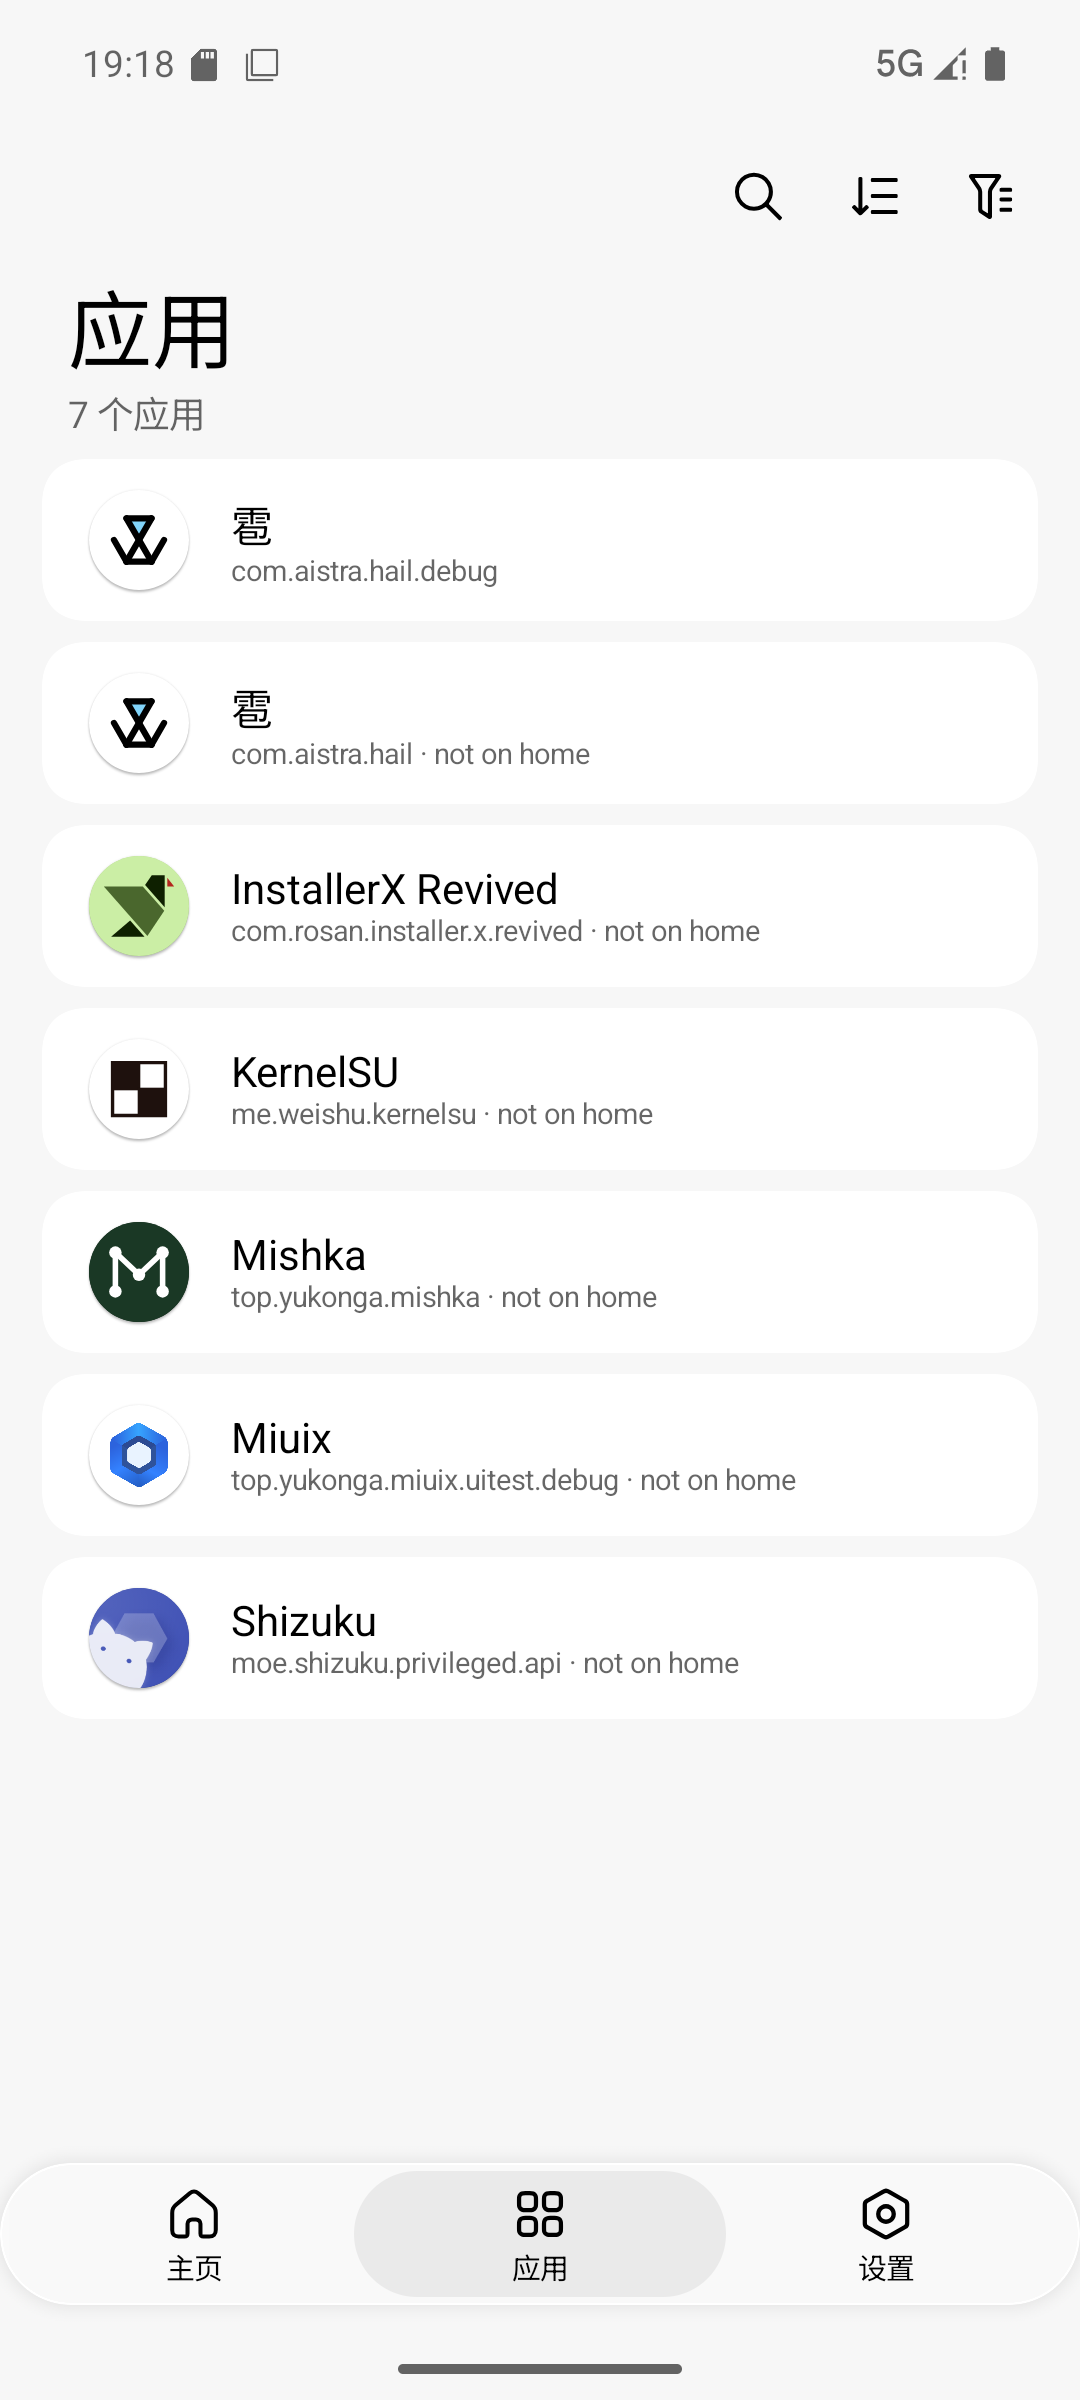 19:18
5G
应用
7 个应用
雹
com.aistra.hail.debug
雹
com.aistra.hail · not on home
InstallerX Revived
com.rosan.installer.x.revived · not on home
KernelSU
me.weishu.kernelsu · not on home
Mishka
top.yukonga.mishka · not on home
Miuix
top.yukonga.miuix.uitest.debug · not on home
Shizuku
moe.shizuku.privileged.api · not on home
主页
应用
设置